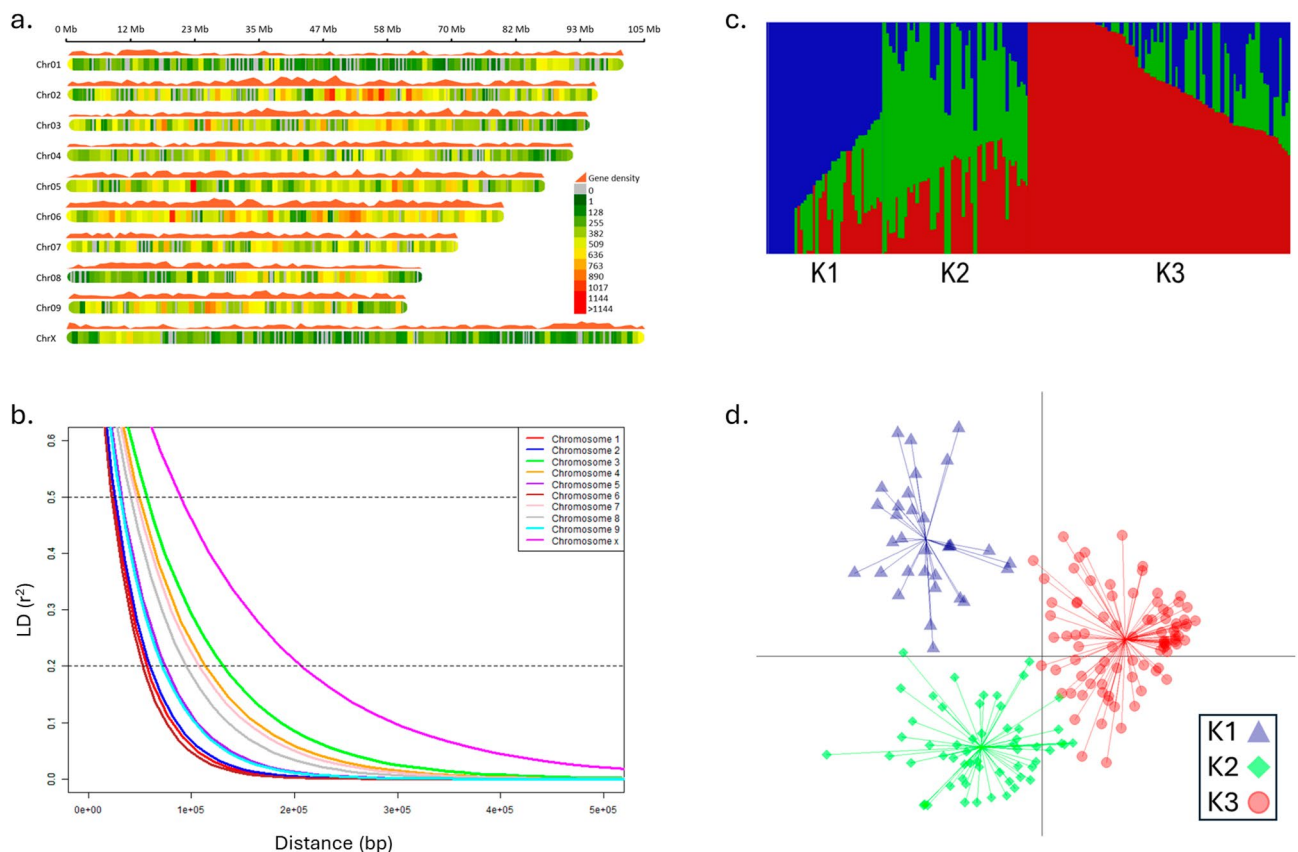 a.
0 Mb 12 Mb 23 Mb 35 Mb 47 Mb 58 Mb 70 Mb 82 Mb 93 Mb 105 Mb
Chr01
Chr02
Chr03
Chr04
Chr05
Chr06
Chr07
Chr08
Chr09
ChrX
Gene density
0
1
128
255
382
509
636
763
890
1017
1144
>1144
c.
K1 K2 K3
b.
0.6
0.5
0.4
0.3
0.2
0.1
0.0
LD (r²)
Chromosome 1
Chromosome 2
Chromosome 3
Chromosome 4
Chromosome 5
Chromosome 6
Chromosome 7
Chromosome 8
Chromosome 9
Chromosome x
0e+00 1e+05 2e+05 3e+05 4e+05 5e+05
Distance (bp)
d.
K1
K2
K3